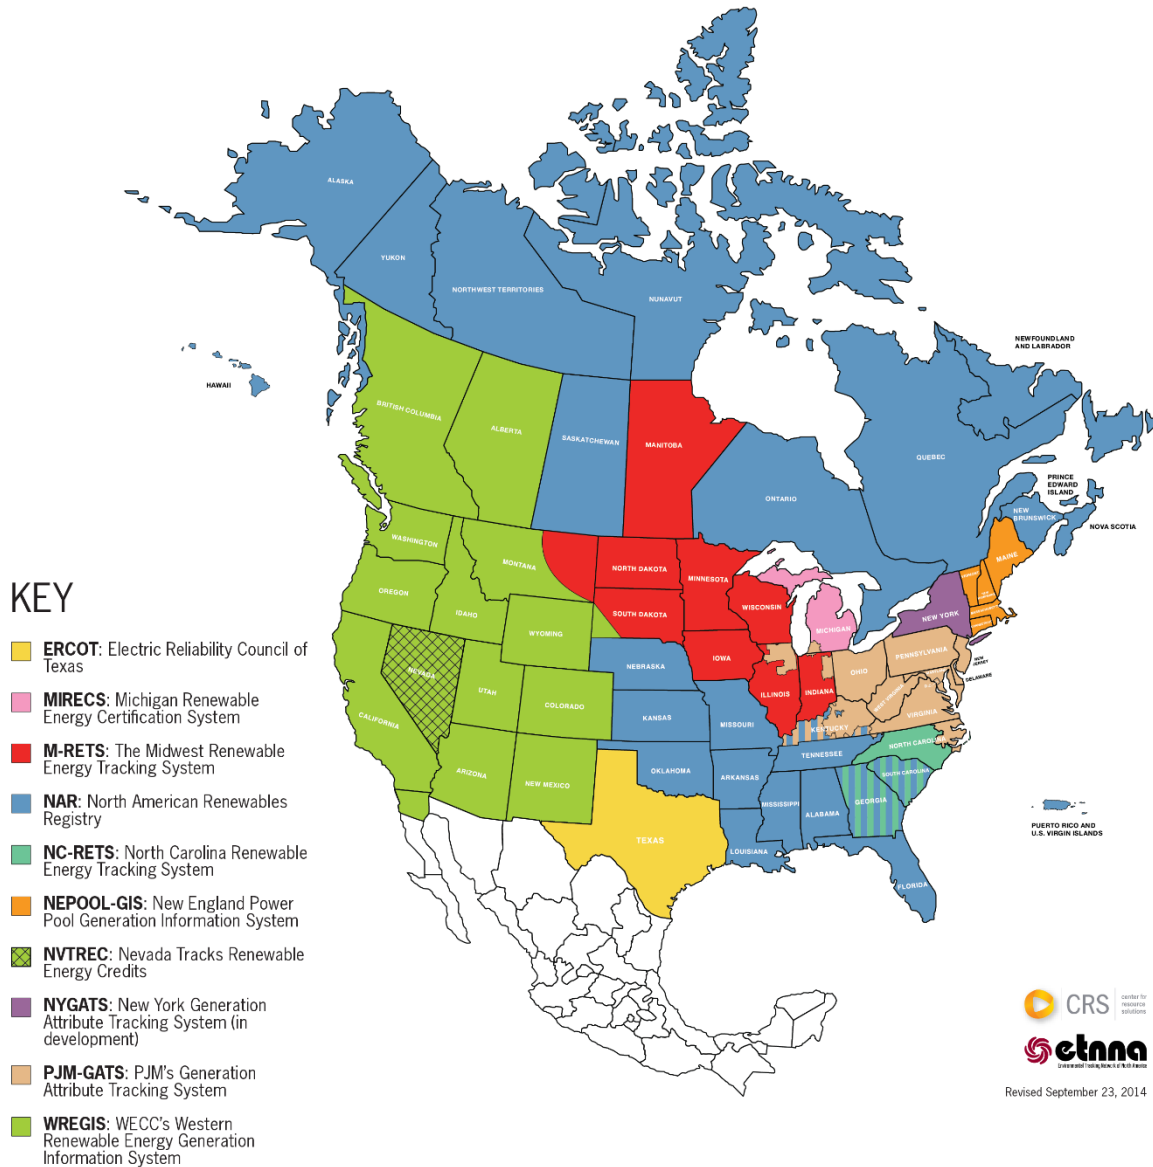 ALASKA
YUKON
NORTHWEST TERRITORIES
NUNAVUT
HAWAII
NEWFOUNDLAND
AND LABRADOR
BRITISH COLUMBIA
ALBERTA
SASKATCHEWAN
MANITOBA
ONTARIO
QUEBEC
PRINCE
EDWARD
ISLAND
NEW
BRUNSWICK
NOVA SCOTIA
WASHINGTON
MONTANA
NORTH DAKOTA
MINNESOTA
MAINE
OREGON
IDAHO
WYOMING
SOUTH DAKOTA
WISCONSIN
MICHIGAN
NEW YORK
NEVADA
UTAH
COLORADO
NEBRASKA
IOWA
ILLINOIS
INDIANA
OHIO
PENNSYLVANIA
NEW
JERSEY
DELAWARE
WEST VIRGINIA
VIRGINIA
CALIFORNIA
KANSAS
MISSOURI
KENTUCKY
ARIZONA
NEW MEXICO
OKLAHOMA
ARKANSAS
TENNESSEE
NORTH CAROLINA
SOUTH CAROLINA
TEXAS
LOUISIANA
MISSISSIPPI
ALABAMA
GEORGIA
FLORIDA
PUERTO RICO AND
U.S. VIRGIN ISLANDS
KEY
ERCOT: Electric Reliability Council of
Texas
MIRECS: Michigan Renewable
Energy Certification System
M-RETS: The Midwest Renewable
Energy Tracking System
NAR: North American Renewables
Registry
NC-RETS: North Carolina Renewable
Energy Tracking System
NEPOOL-GIS: New England Power
Pool Generation Information System
NVTREC: Nevada Tracks Renewable
Energy Credits
NYGATS: New York Generation
Attribute Tracking System (in
development)
PJM-GATS: PJM's Generation
Attribute Tracking System
WREGIS: WECC's Western
Renewable Energy Generation
Information System
CRS
center for
resource
solutions
etnna
Environmental Tracking Network of North America
Revised September 23, 2014